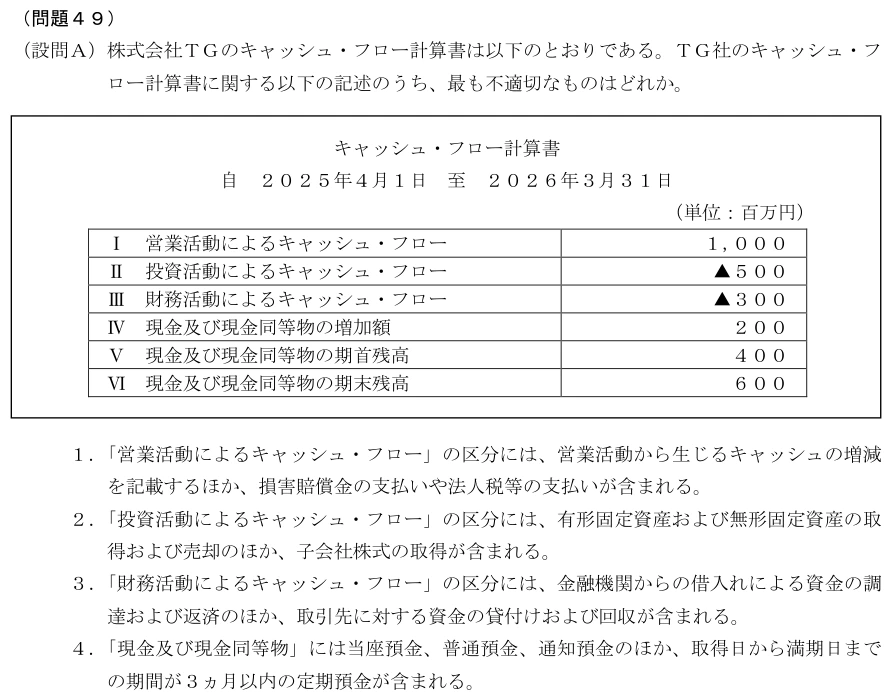 （問題４９）
（設問Ａ）株式会社ＴＧのキャッシュ・フロー計算書は以下のとおりである。ＴＧ社のキャッシュ・フ
ロー計算書に関する以下の記述のうち、最も不適切なものはどれか。
キャッシュ・フロー計算書
自　２０２５年４月１日　至　２０２６年３月３１日
（単位：百万円）
Ⅰ　営業活動によるキャッシュ・フロー　１,０００
Ⅱ　投資活動によるキャッシュ・フロー　▲５００
Ⅲ　財務活動によるキャッシュ・フロー　▲３００
Ⅳ　現金及び現金同等物の増加額　２００
Ⅴ　現金及び現金同等物の期首残高　４００
Ⅵ　現金及び現金同等物の期末残高　６００
１．「営業活動によるキャッシュ・フロー」の区分には、営業活動から生じるキャッシュの増減
を記載するほか、損害賠償金の支払いや法人税等の支払いが含まれる。
２．「投資活動によるキャッシュ・フロー」の区分には、有形固定資産および無形固定資産の取
得および売却のほか、子会社株式の取得が含まれる。
３．「財務活動によるキャッシュ・フロー」の区分には、金融機関からの借入れによる資金の調
達および返済のほか、取引先に対する資金の貸付けおよび回収が含まれる。
４．「現金及び現金同等物」には当座預金、普通預金、通知預金のほか、取得日から満期日まで
の期間が３ヵ月以内の定期預金が含まれる。